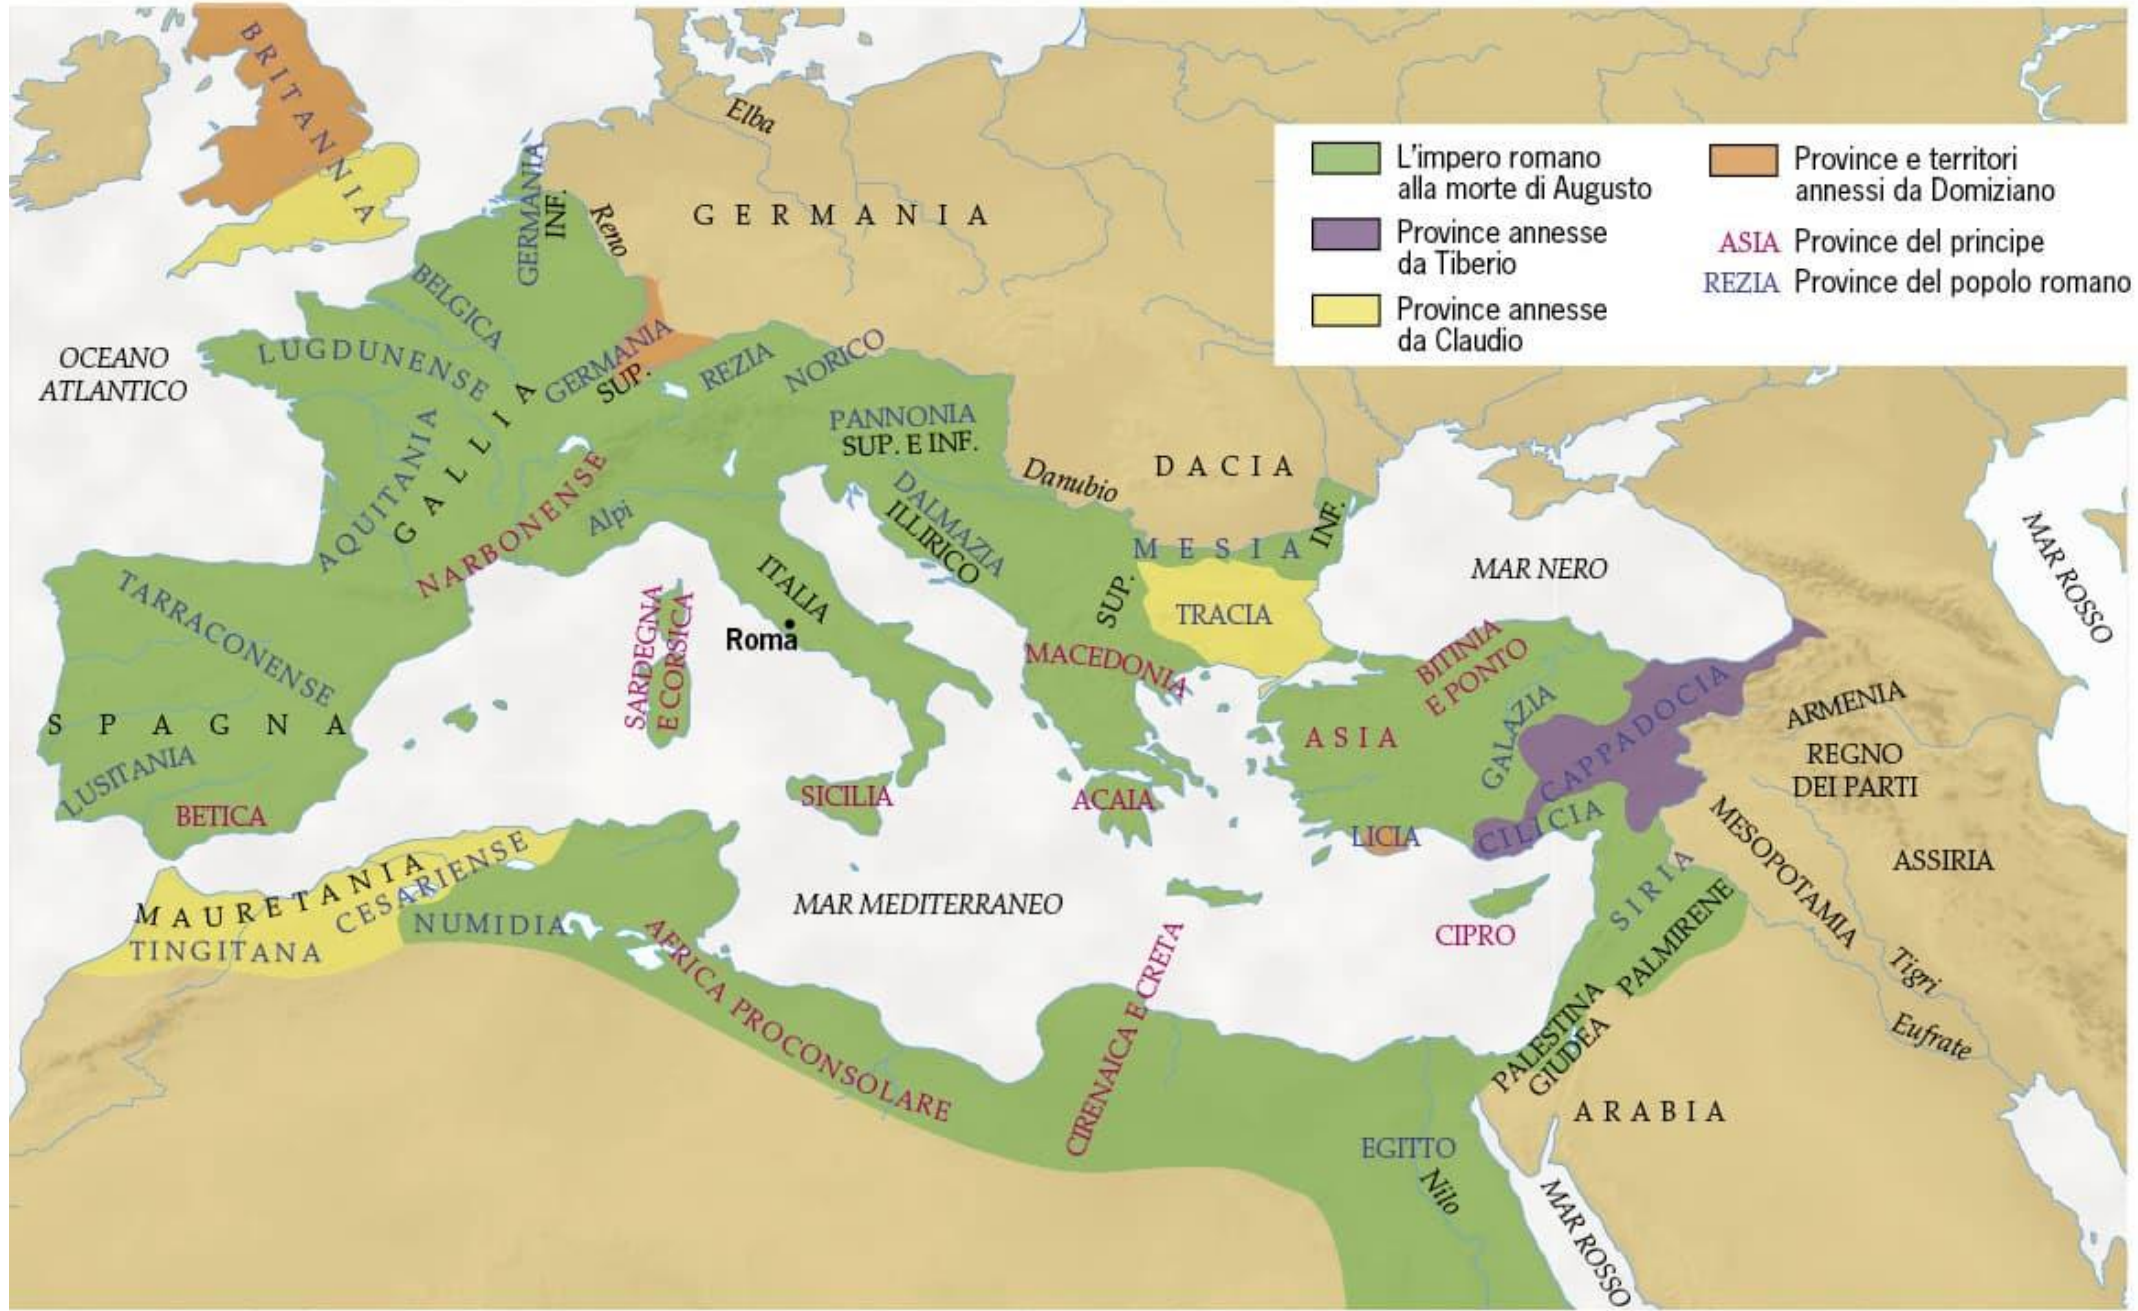 BRITANNIA
Elba
GERMANIA
INF.
Reno
GERMANIA
L'impero romano
alla morte di Augusto
Province annesse
da Tiberio
Province annesse
da Claudio
Province e territori
annessi da Domiziano
ASIA Province del principe
REZIA Province del popolo romano
OCEANO
ATLANTICO
BELGICA
LUGDUNENSE
GERMANIA
SUP.
REZIA
NORICO
AQUITANIA
GALLIA
NARBONENSE
Alpi
PANNONIA
SUP. E INF.
DALMAZIA
ILLIRICO
Danubio
DACIA
MESIA
INF.
SUP.
TRACIA
MAR NERO
MAR ROSSO
TARRACONENSE
SPAGNA
LUSITANIA
BETICA
SARDEGNA
E CORSICA
ITALIA
Roma
MACEDONIA
BITINIA
E PONTO
ASIA
GALAZIA
CAPPADOCIA
ARMENIA
REGNO
DEI PARTI
SICILIA
ACAIA
LICIA
CILICIA
MESOPOTAMIA
ASSIRIA
MAURETANIA
CESARIENSE
TINGITANA
NUMIDIA
MAR MEDITERRANEO
CIPRO
SIRIA
PALMIRENE
Tigri
Eufrate
AFRICA PROCONSOLARE
CIRENAICA E CRETA
PALESTINA
GIUDEA
ARABIA
EGITTO
Nilo
MAR ROSSO